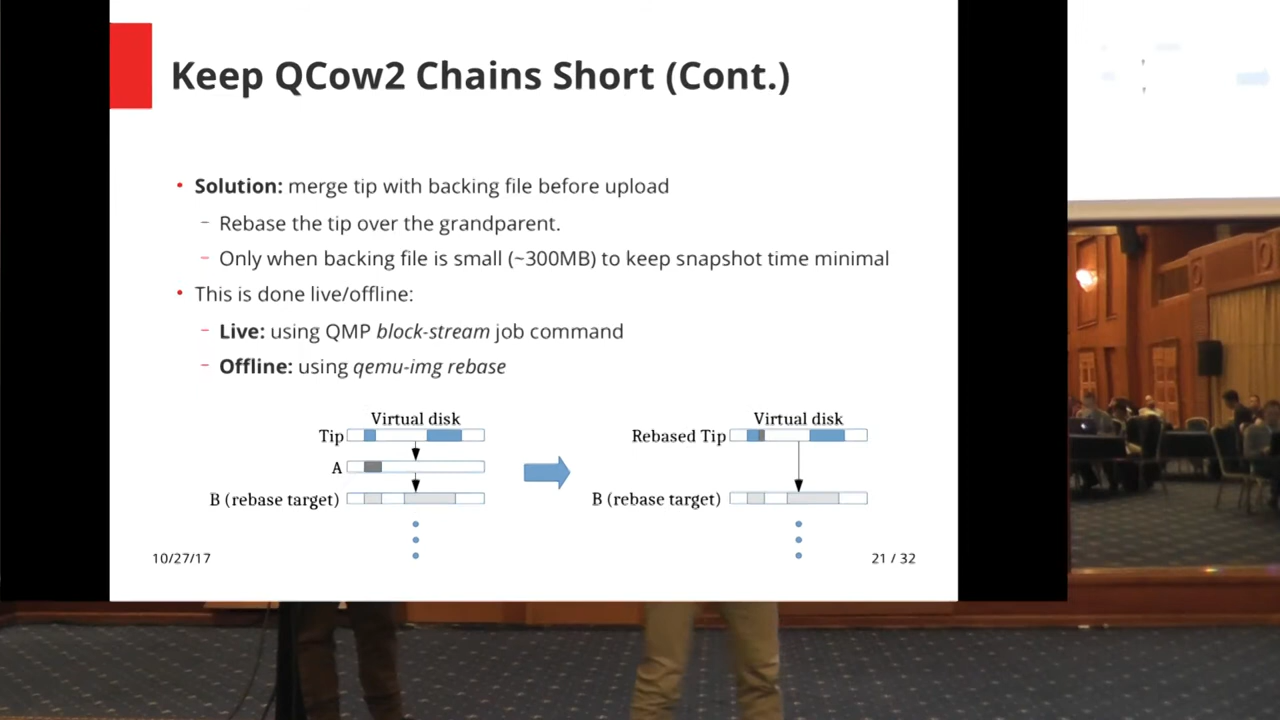 Keep QCow2 Chains Short (Cont.)
• Solution: merge tip with backing file before upload
– Rebase the tip over the grandparent.
– Only when backing file is small (~300MB) to keep snapshot time minimal
• This is done live/offline:
– Live: using QMP block-stream job command
– Offline: using qemu-img rebase
Virtual disk
Tip
A
B (rebase target)
Virtual disk
Rebased Tip
B (rebase target)
10/27/17
21 / 32